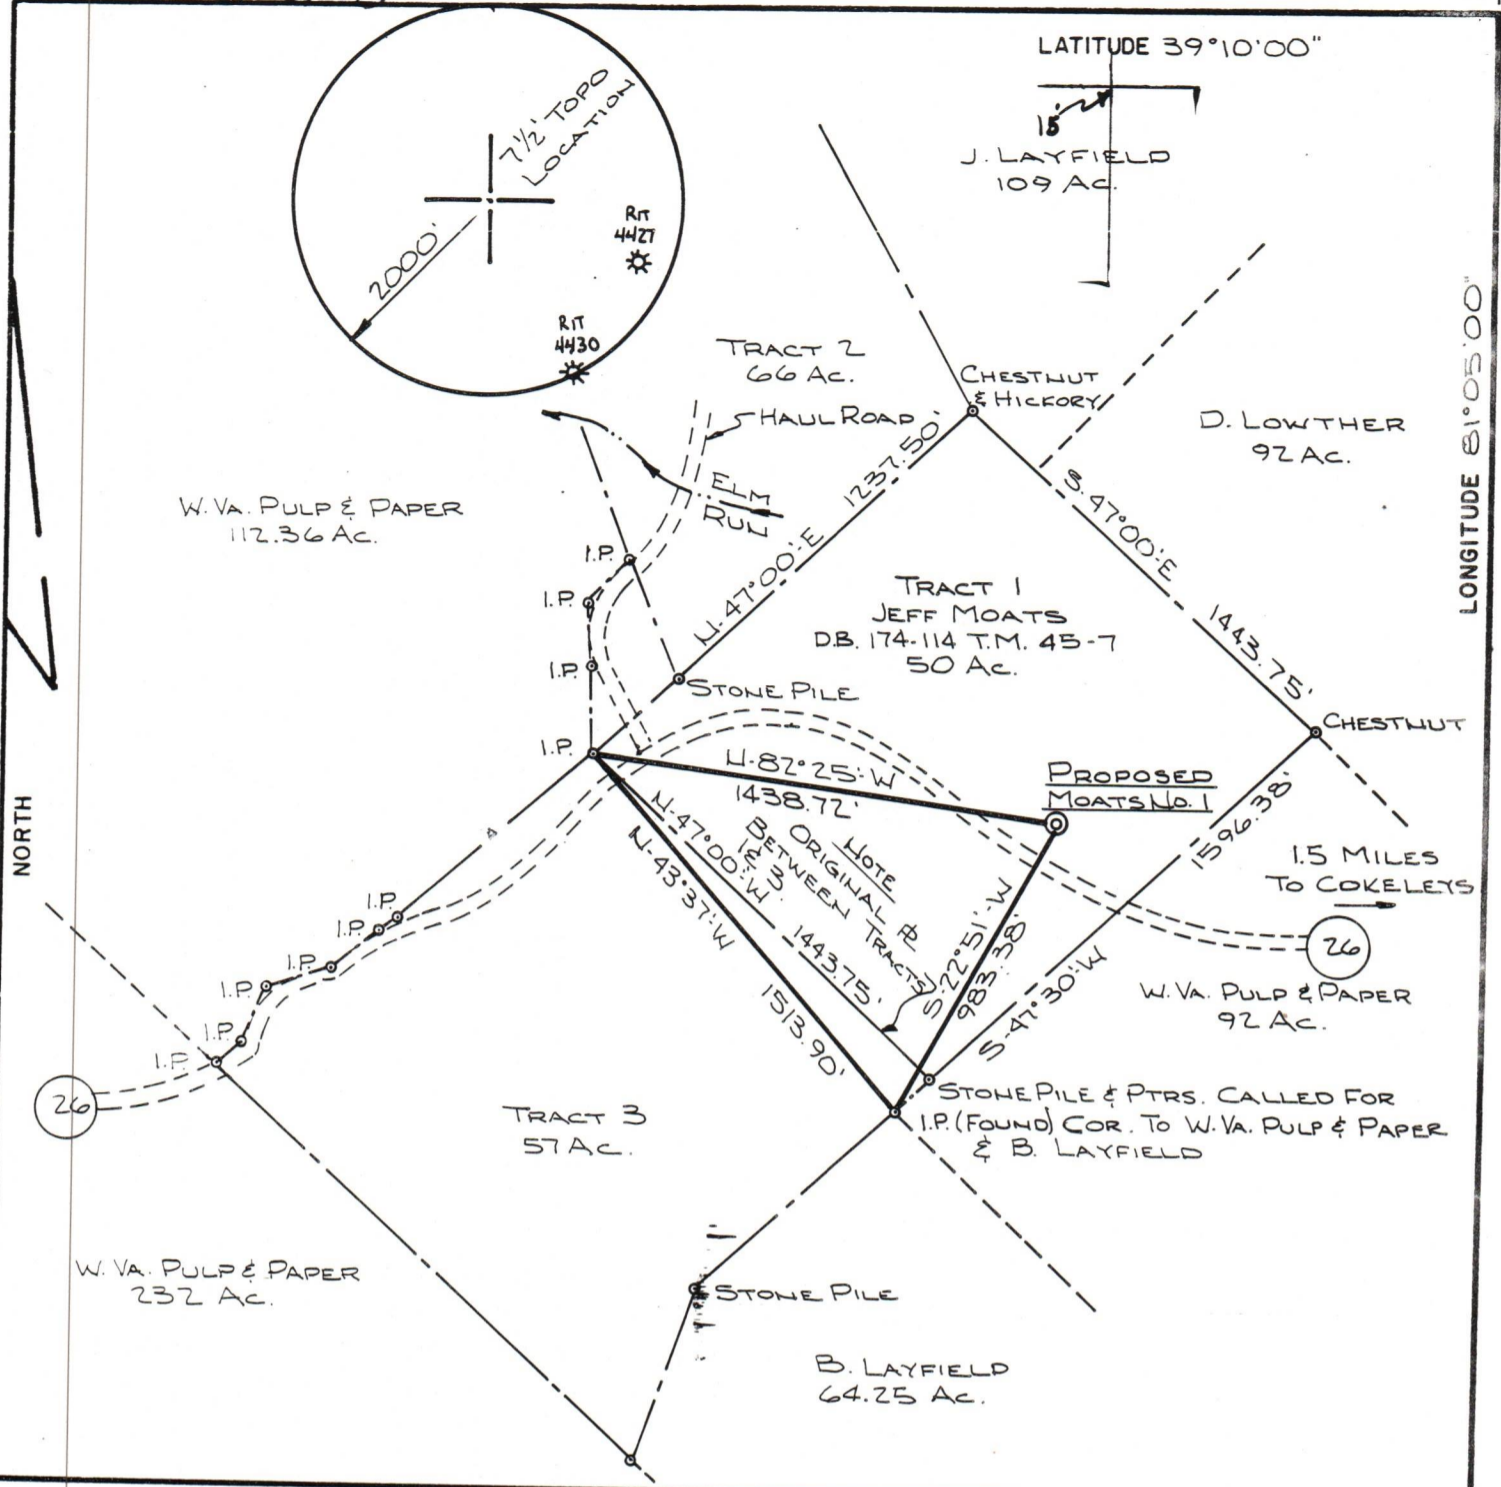 LATITUDE 39°10'00"
15'
7½' TOPO
LOCATION
2000'
RIT
4427
RIT
4430
J. LAYFIELD
109 AC.
LONGITUDE 81°05'00"
TRACT 2
66 AC.
HAUL ROAD
CHESTNUT
& HICKORY
D. LOWTHER
92 AC.
ELM
RUN
W. VA. PULP & PAPER
112.36 AC.
I.P.
I.P.
I.P.
I.P.
N-47°00'-E 1237.50'
S-47°00'-E 1443.75'
TRACT 1
JEFF MOATS
D.B. 174-114 T.M. 45-7
50 AC.
STONE PILE
CHESTNUT
N-82°25'-W
1438.72'
PROPOSED
MOATS NO. 1
NORTH
NOTE
ORIGINAL PL
BETWEEN TRACTS
1 & 3
N-47°00'-W 1443.75'
N-43°37'-W 1513.90'
S-22°51'-W
983.38'
S-47°30'-W 1596.38'
1.5 MILES
TO COKELEYS
26
W. VA. PULP & PAPER
92 AC.
I.P.
I.P.
I.P.
I.P.
I.P.
I.P.
26
STONE PILE & PTRS. CALLED FOR
I.P. (FOUND) COR. TO W. VA. PULP & PAPER
& B. LAYFIELD
TRACT 3
57 AC.
W. VA. PULP & PAPER
232 AC.
STONE PILE
B. LAYFIELD
64.25 AC.